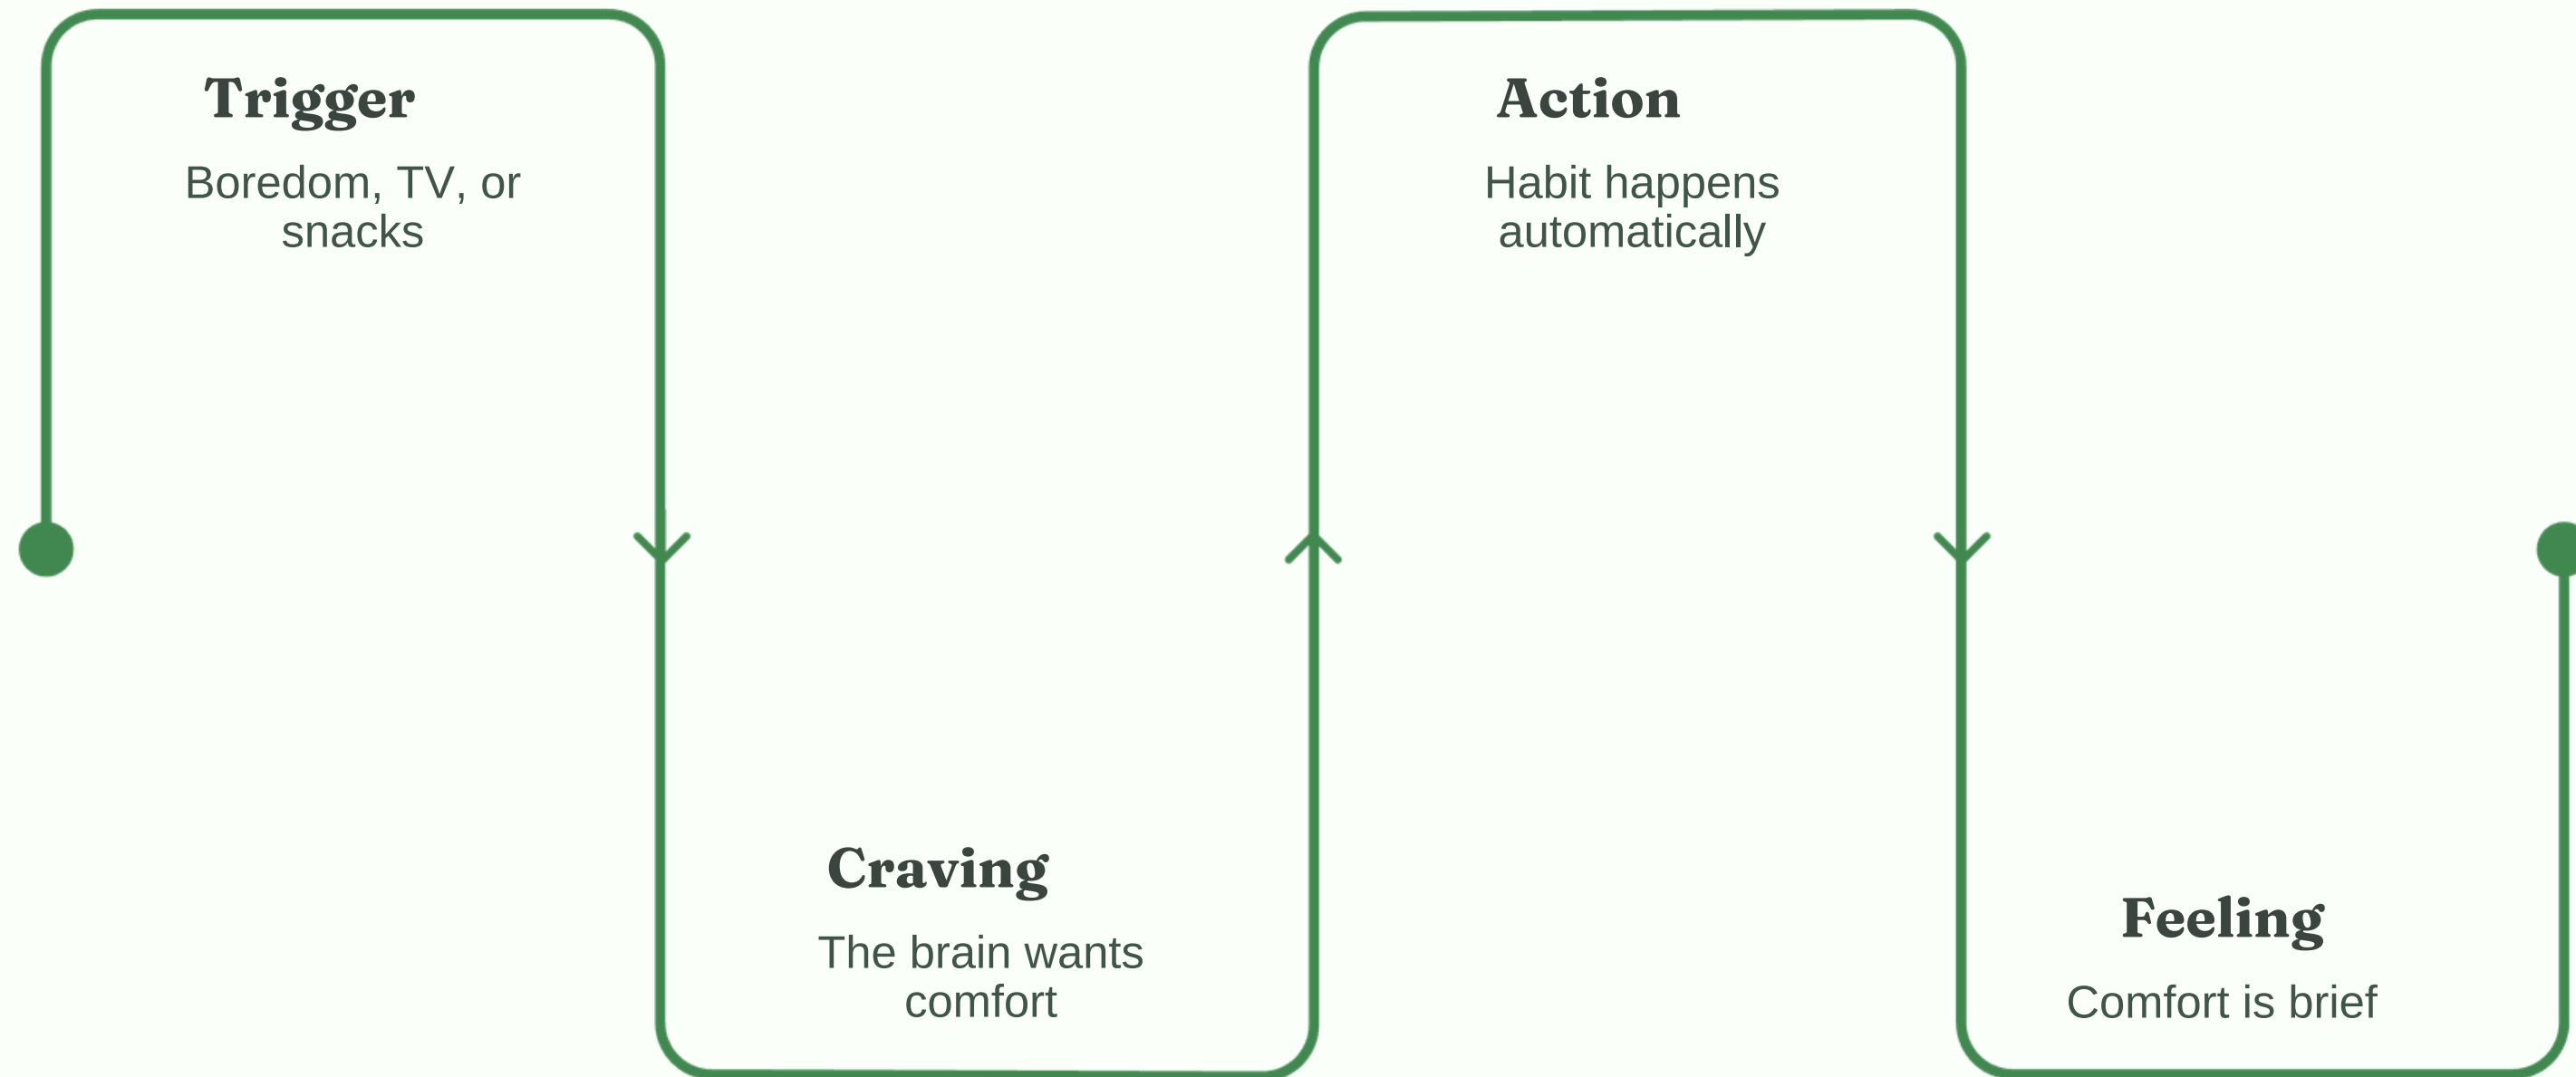 Trigger
Boredom, TV, or
snacks
Craving
The brain wants
comfort
Action
Habit happens
automatically
Feeling
Comfort is brief